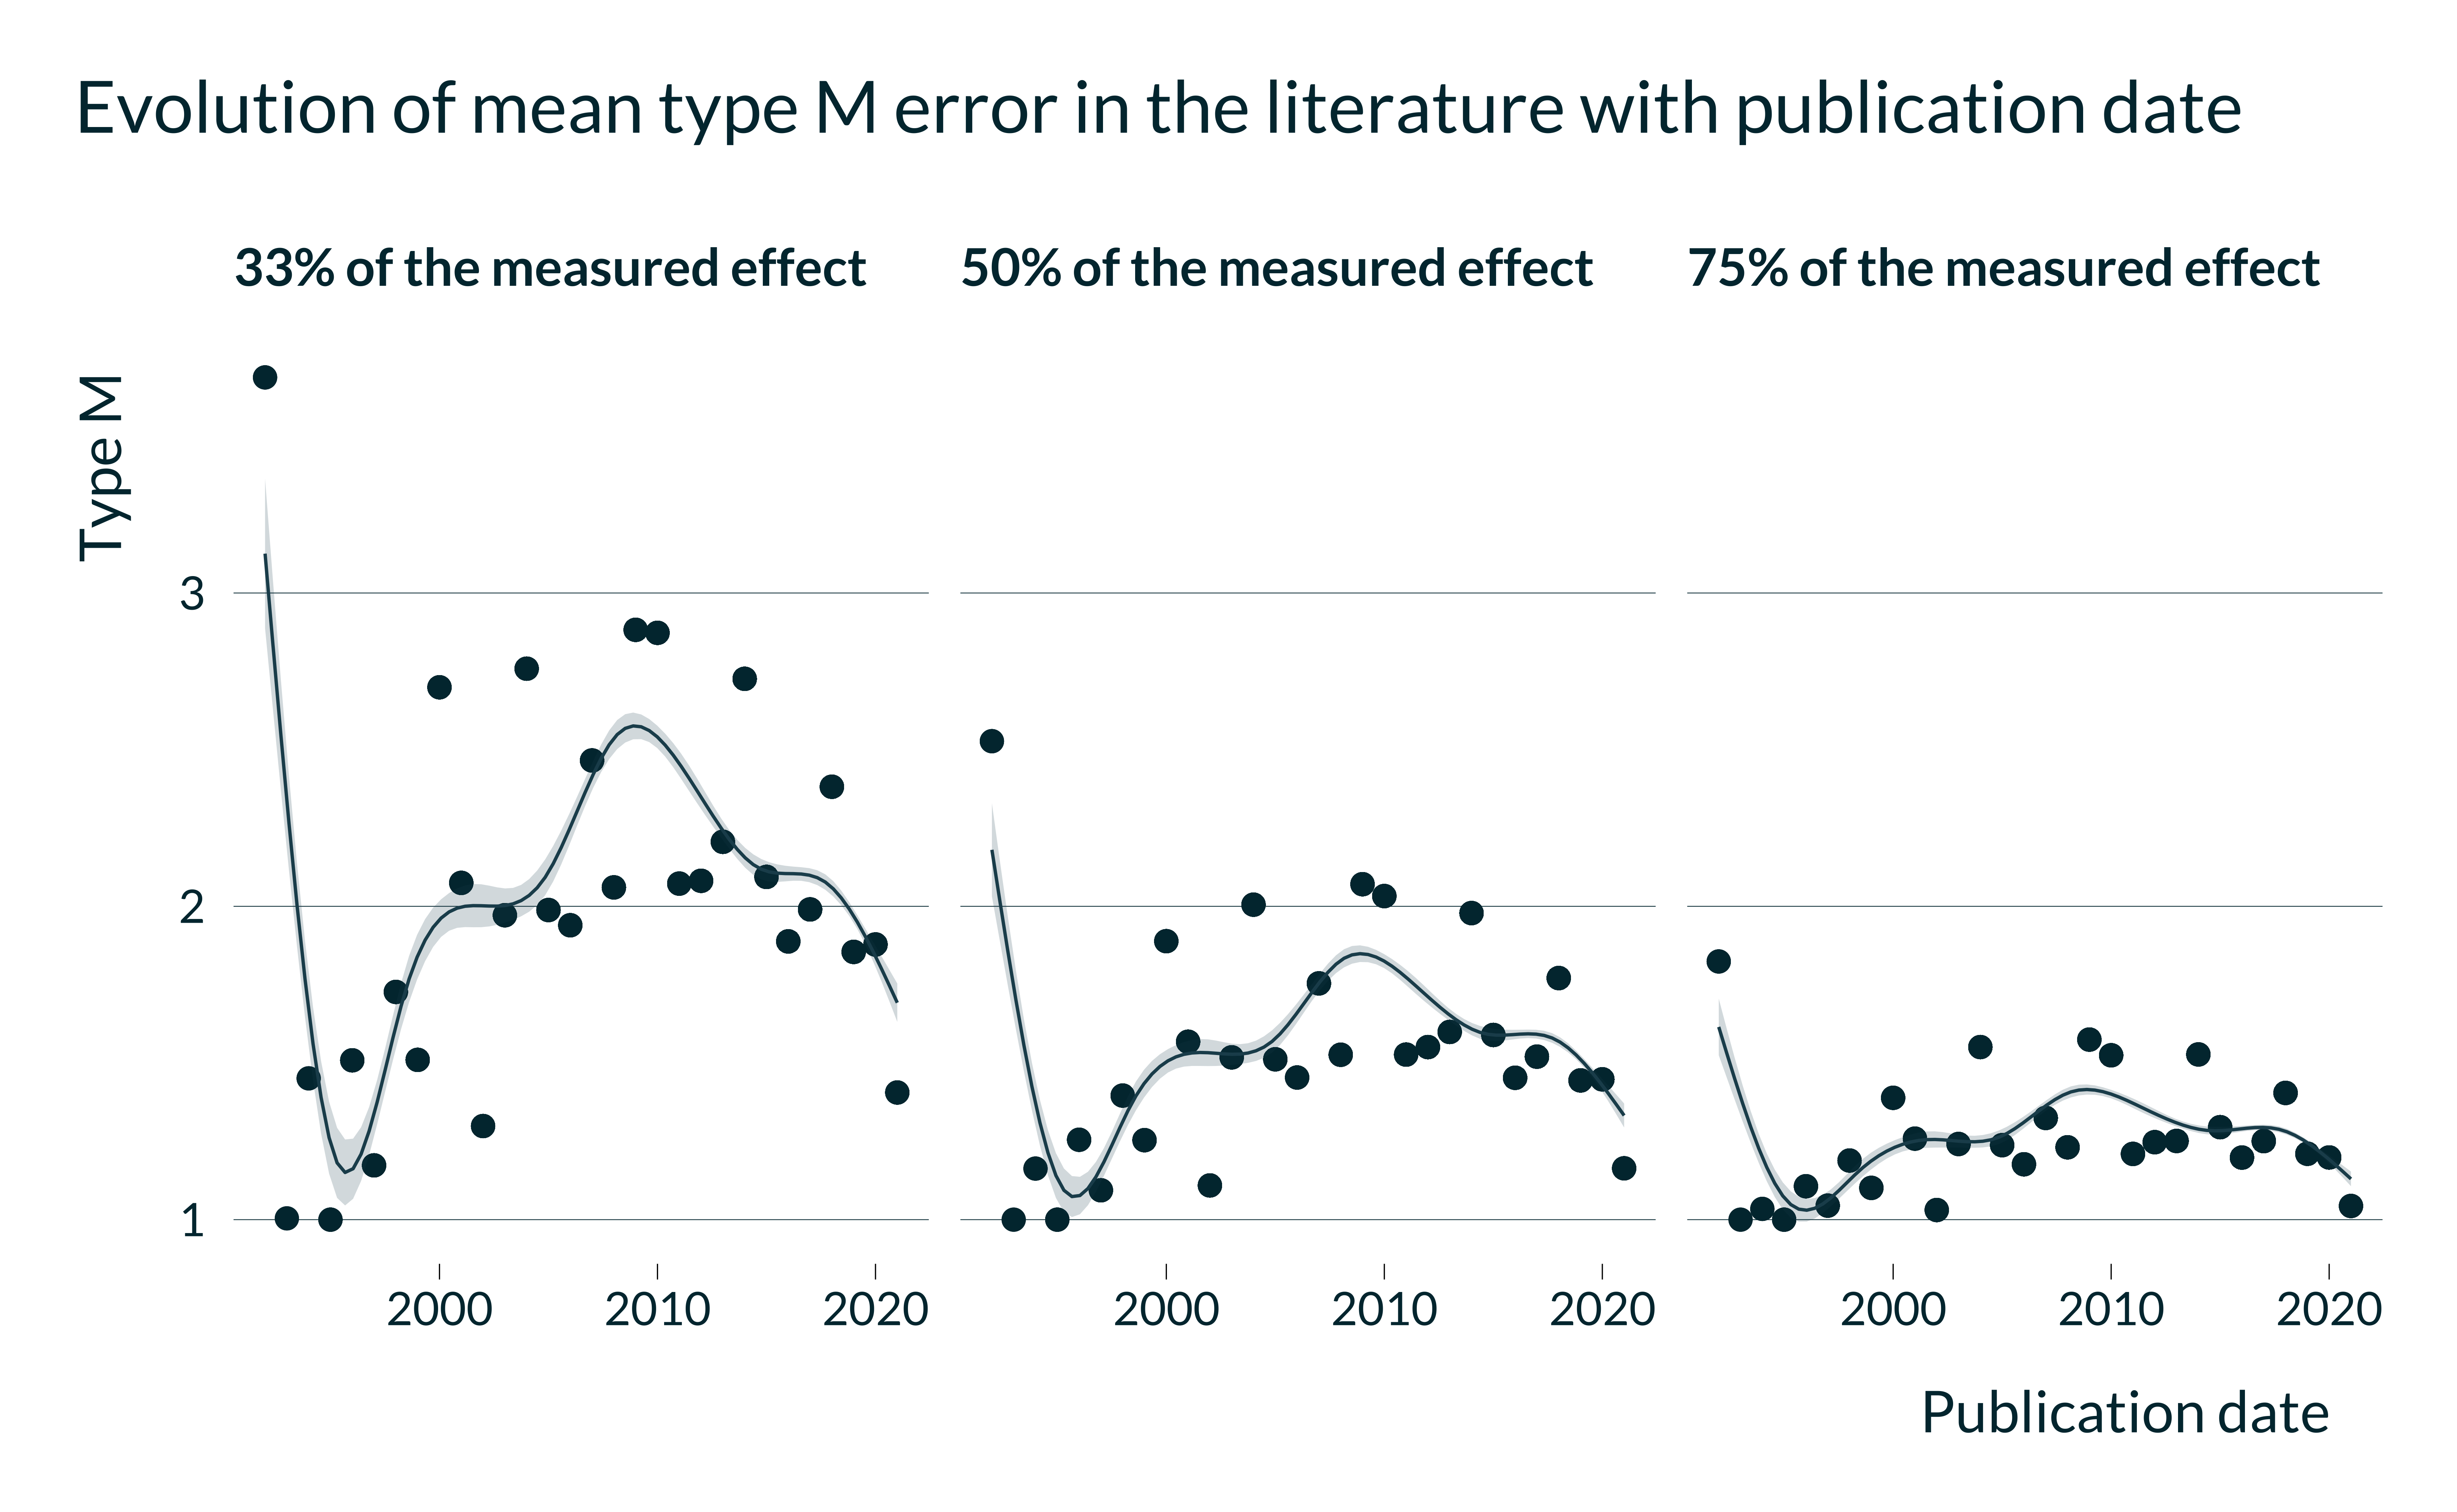 Evolution of mean type M error in the literature with publication date
33% of the measured effect
50% of the measured effect
75% of the measured effect
Type M
3
2
1
2000
2010
2020
2000
2010
2020
2000
2010
2020
Publication date